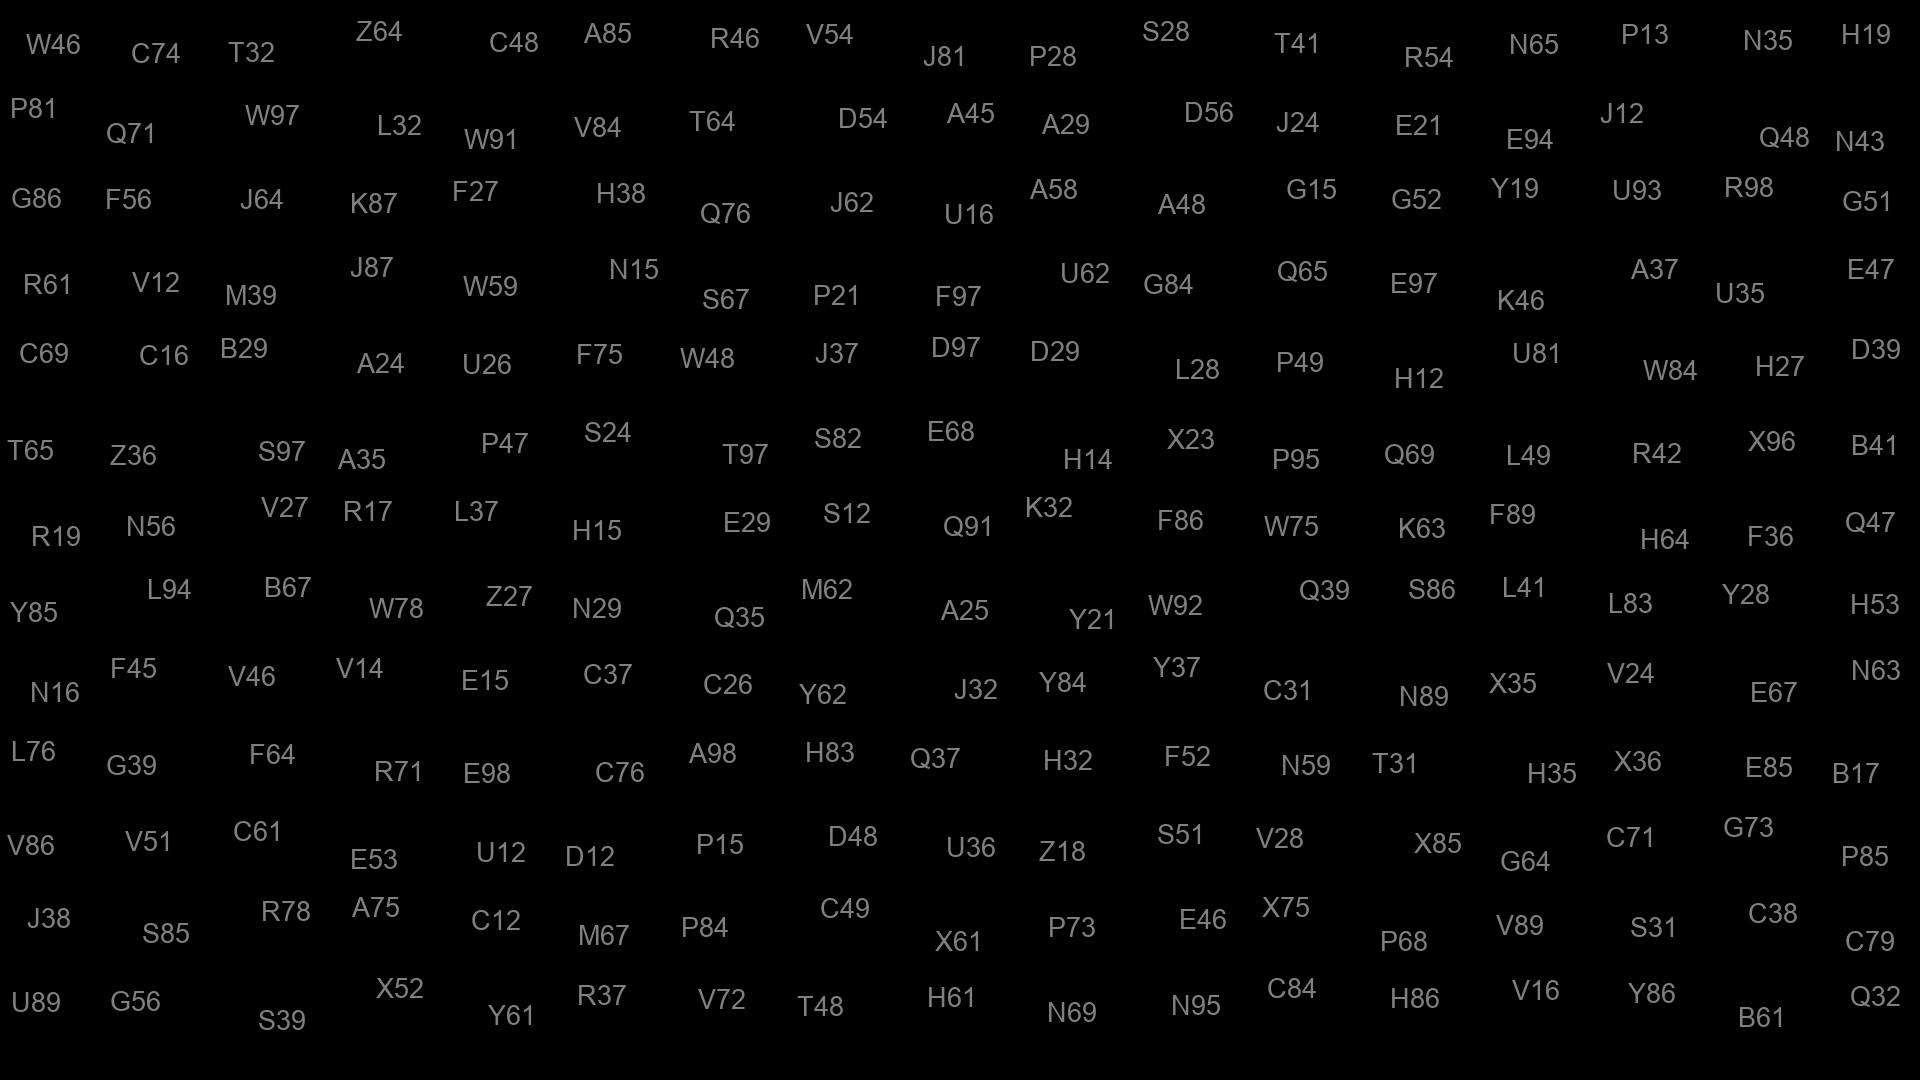 W46 C74 T32 Z64 C48 A85 R46 V54 J81 P28 S28 T41 R54 N65 P13 N35 H19
P81 Q71 W97 L32 W91 V84 T64 D54 A45 A29 D56 J24 E21 E94 J12 Q48 N43
G86 F56 J64 K87 F27 H38 Q76 J62 U16 A58 A48 G15 G52 Y19 U93 R98 G51
R61 V12 M39 J87 W59 N15 S67 P21 F97 U62 G84 Q65 E97 K46 A37 U35 E47
C69 C16 B29 A24 U26 F75 W48 J37 D97 D29 L28 P49 H12 U81 W84 H27 D39
T65 Z36 S97 A35 P47 S24 T97 S82 E68 H14 X23 P95 Q69 L49 R42 X96 B41
R19 N56 V27 R17 L37 H15 E29 S12 Q91 K32 F86 W75 K63 F89 H64 F36 Q47
Y85 L94 B67 W78 Z27 N29 Q35 M62 A25 Y21 W92 Q39 S86 L41 L83 Y28 H53
N16 F45 V46 V14 E15 C37 C26 Y62 J32 Y84 Y37 C31 N89 X35 V24 E67 N63
L76 G39 F64 R71 E98 C76 A98 H83 Q37 H32 F52 N59 T31 H35 X36 E85 B17
V86 V51 C61 E53 U12 D12 P15 D48 U36 Z18 S51 V28 X85 G64 C71 G73 P85
J38 S85 R78 A75 C12 M67 P84 C49 X61 P73 E46 X75 P68 V89 S31 C38 C79
U89 G56 S39 X52 Y61 R37 V72 T48 H61 N69 N95 C84 H86 V16 Y86 B61 Q32